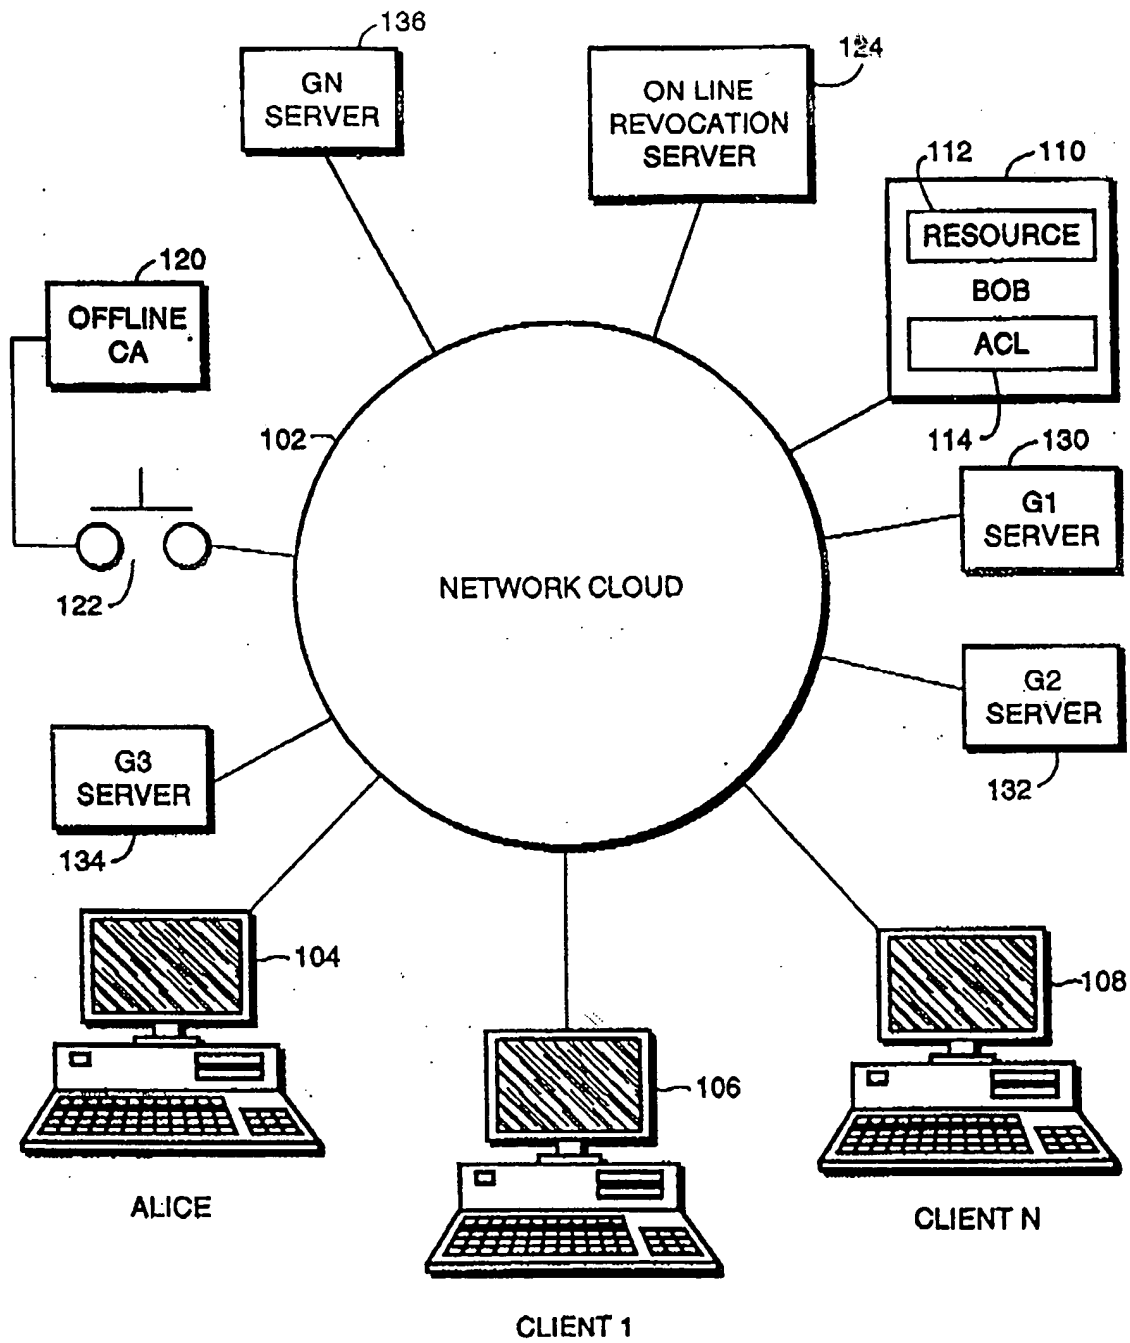 136
GN
SERVER
124
ON LINE
REVOCATION
SERVER
112
110
RESOURCE
BOB
ACL
114
120
OFFLINE
CA
102
130
G1
SERVER
122
NETWORK CLOUD
G2
SERVER
132
G3
SERVER
134
104
108
106
ALICE
CLIENT N
CLIENT 1